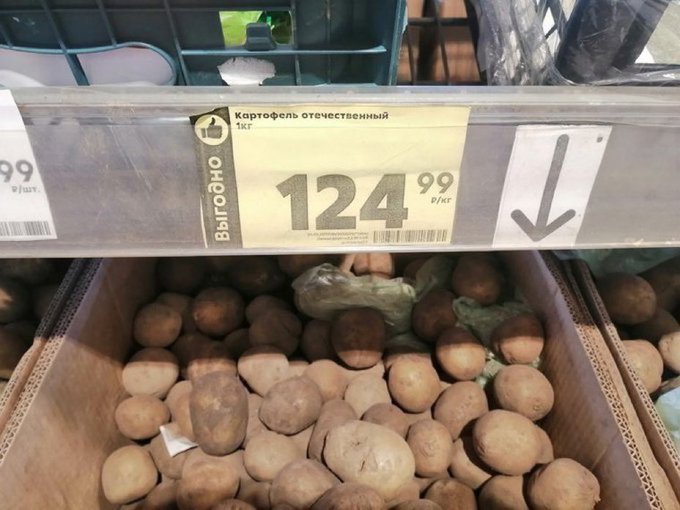 99
₽/шт.
Выгодно
Картофель отечественный
1кг
124 99
₽/кг